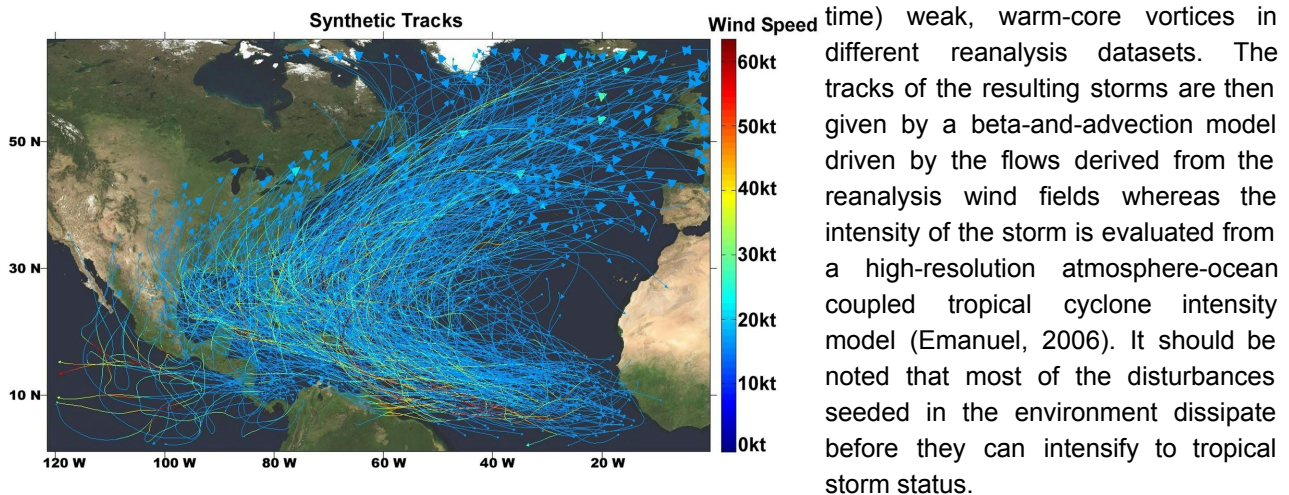 Synthetic Tracks
Wind Speed
60kt
50kt
40kt
30kt
20kt
10kt
0kt
50 N
30 N
10 N
120 W
100 W
80 W
60 W
40 W
20 W
time) weak, warm-core vortices in
different reanalysis datasets. The
tracks of the resulting storms are then
given by a beta-and-advection model
driven by the flows derived from the
reanalysis wind fields whereas the
intensity of the storm is evaluated from
a high-resolution atmosphere-ocean
coupled tropical cyclone intensity
model (Emanuel, 2006). It should be
noted that most of the disturbances
seeded in the environment dissipate
before they can intensify to tropical
storm status.